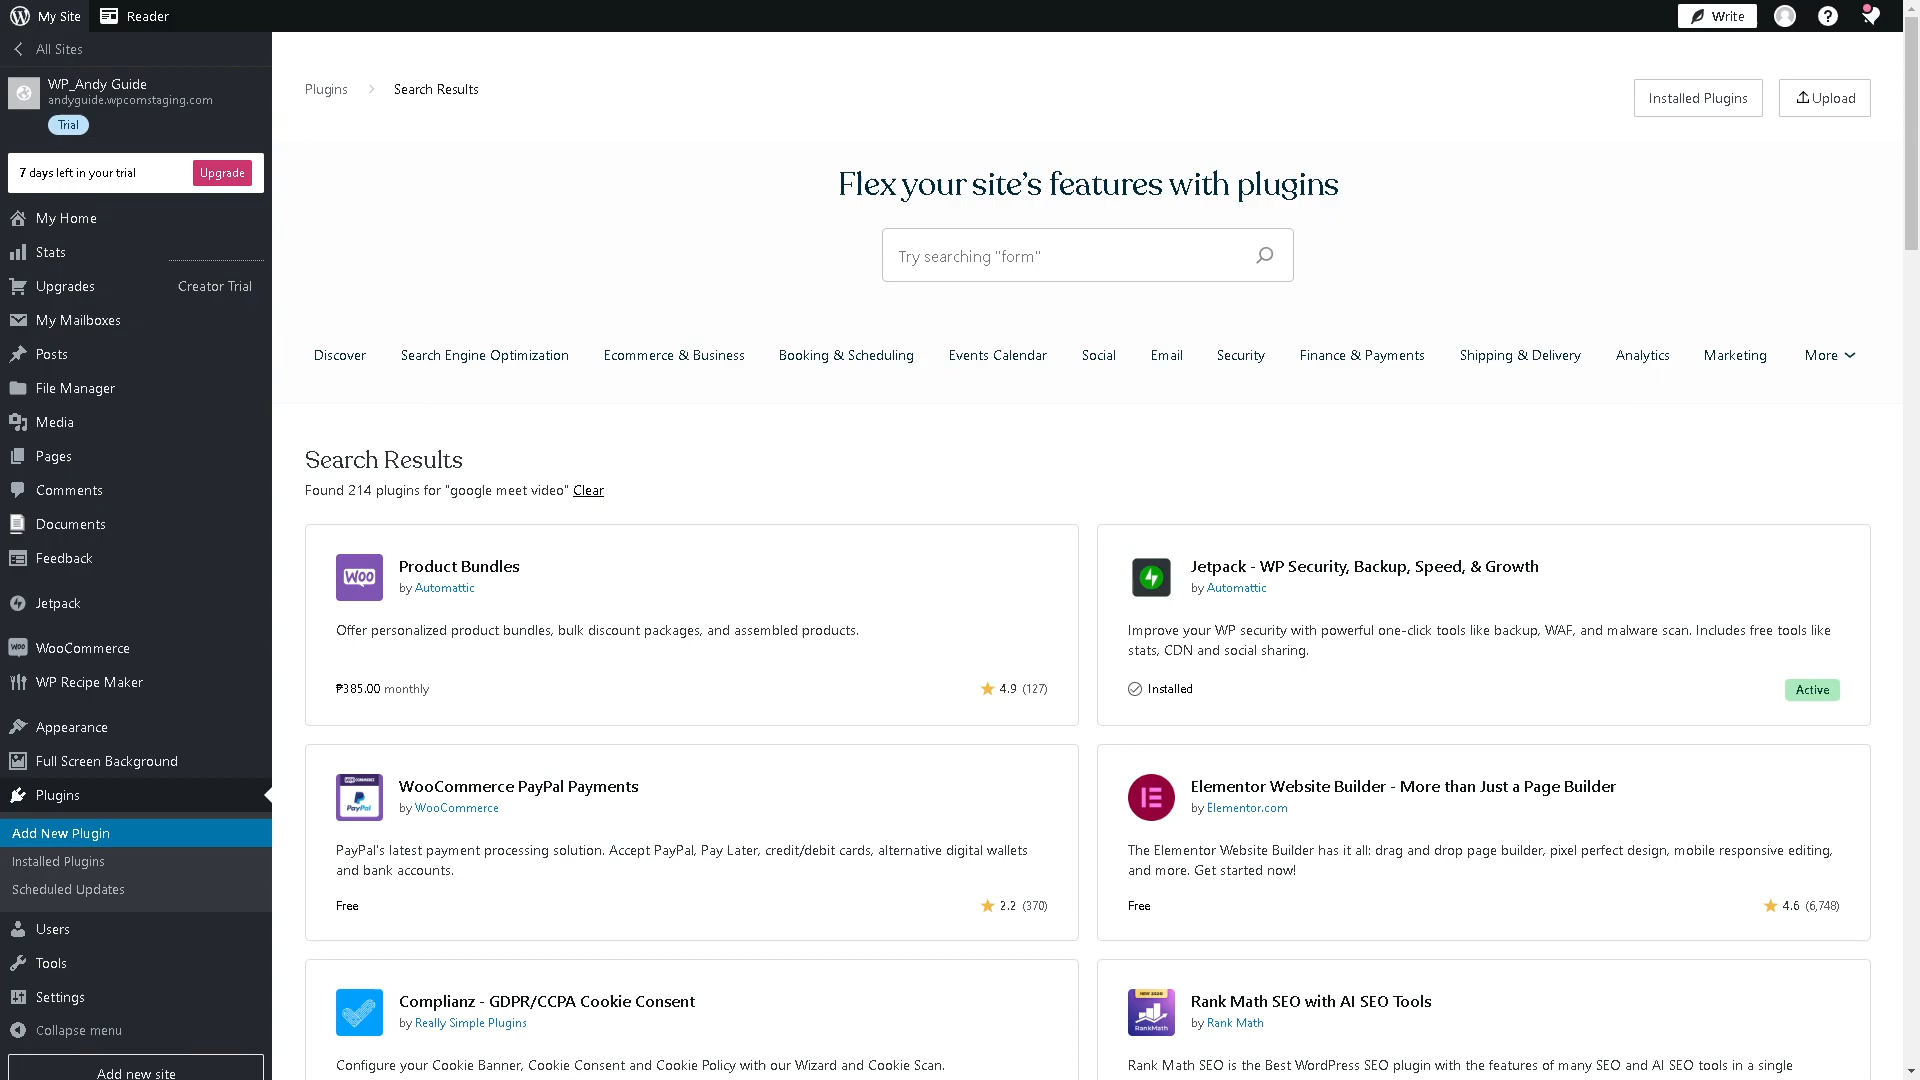 My Site
Reader
Write
All Sites
WP_Andy Guide
andyguide.wpcomstaging.com
Trial
7 days left in your trial
Upgrade
My Home
Stats
Upgrades
Creator Trial
My Mailboxes
Posts
File Manager
Media
Pages
Comments
Documents
Feedback
Jetpack
WooCommerce
WP Recipe Maker
Appearance
Full Screen Background
Plugins
Add New Plugin
Installed Plugins
Scheduled Updates
Users
Tools
Settings
Collapse menu
Add new site
Plugins
Search Results
Installed Plugins
Upload
Flex your site’s features with plugins
Try searching "form"
Discover
Search Engine Optimization
Ecommerce & Business
Booking & Scheduling
Events Calendar
Social
Email
Security
Finance & Payments
Shipping & Delivery
Analytics
Marketing
More
Search Results
Found 214 plugins for "google meet video" Clear
WOO
Product Bundles
by Automattic
Offer personalized product bundles, bulk discount packages, and assembled products.
₱385.00 monthly
4.9 (127)
Jetpack - WP Security, Backup, Speed, & Growth
by Automattic
Improve your WP security with powerful one-click tools like backup, WAF, and malware scan. Includes free tools like
stats, CDN and social sharing.
Installed
Active
PayPal
WooCommerce PayPal Payments
by WooCommerce
PayPal's latest payment processing solution. Accept PayPal, Pay Later, credit/debit cards, alternative digital wallets
and bank accounts.
Free
2.2 (370)
Elementor Website Builder - More than Just a Page Builder
by Elementor.com
The Elementor Website Builder has it all: drag and drop page builder, pixel perfect design, mobile responsive editing,
and more. Get started now!
Free
4.6 (6,748)
Complianz - GDPR/CCPA Cookie Consent
by Really Simple Plugins
Configure your Cookie Banner, Cookie Consent and Cookie Policy with our Wizard and Cookie Scan.
RankMath
Rank Math SEO with AI SEO Tools
by Rank Math
Rank Math SEO is the Best WordPress SEO plugin with the features of many SEO and AI SEO tools in a single